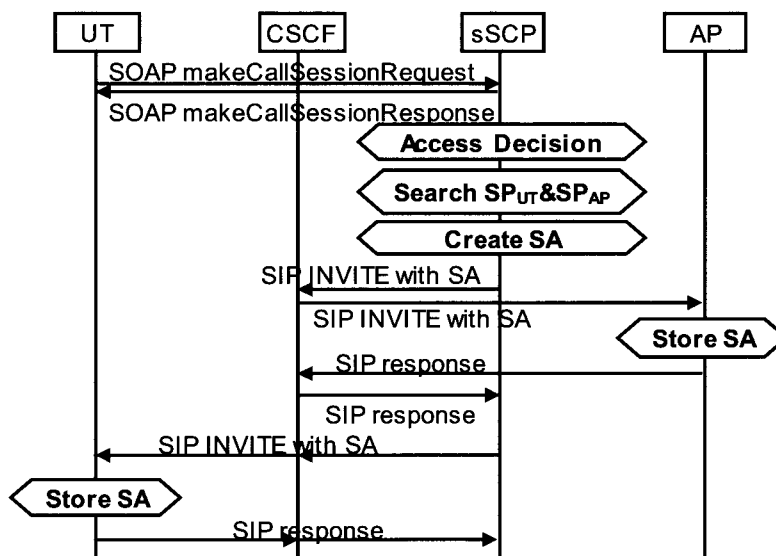 UT CSCF sSCP AP
SOAP makeCallSessionRequest
SOAP makeCallSessionResponse
Access Decision
Search SPUT&SPAP
Create SA
SIP INVITE with SA
SIP INVITE with SA
Store SA
SIP response
SIP response
SIP INVITE with SA
Store SA
SIP response